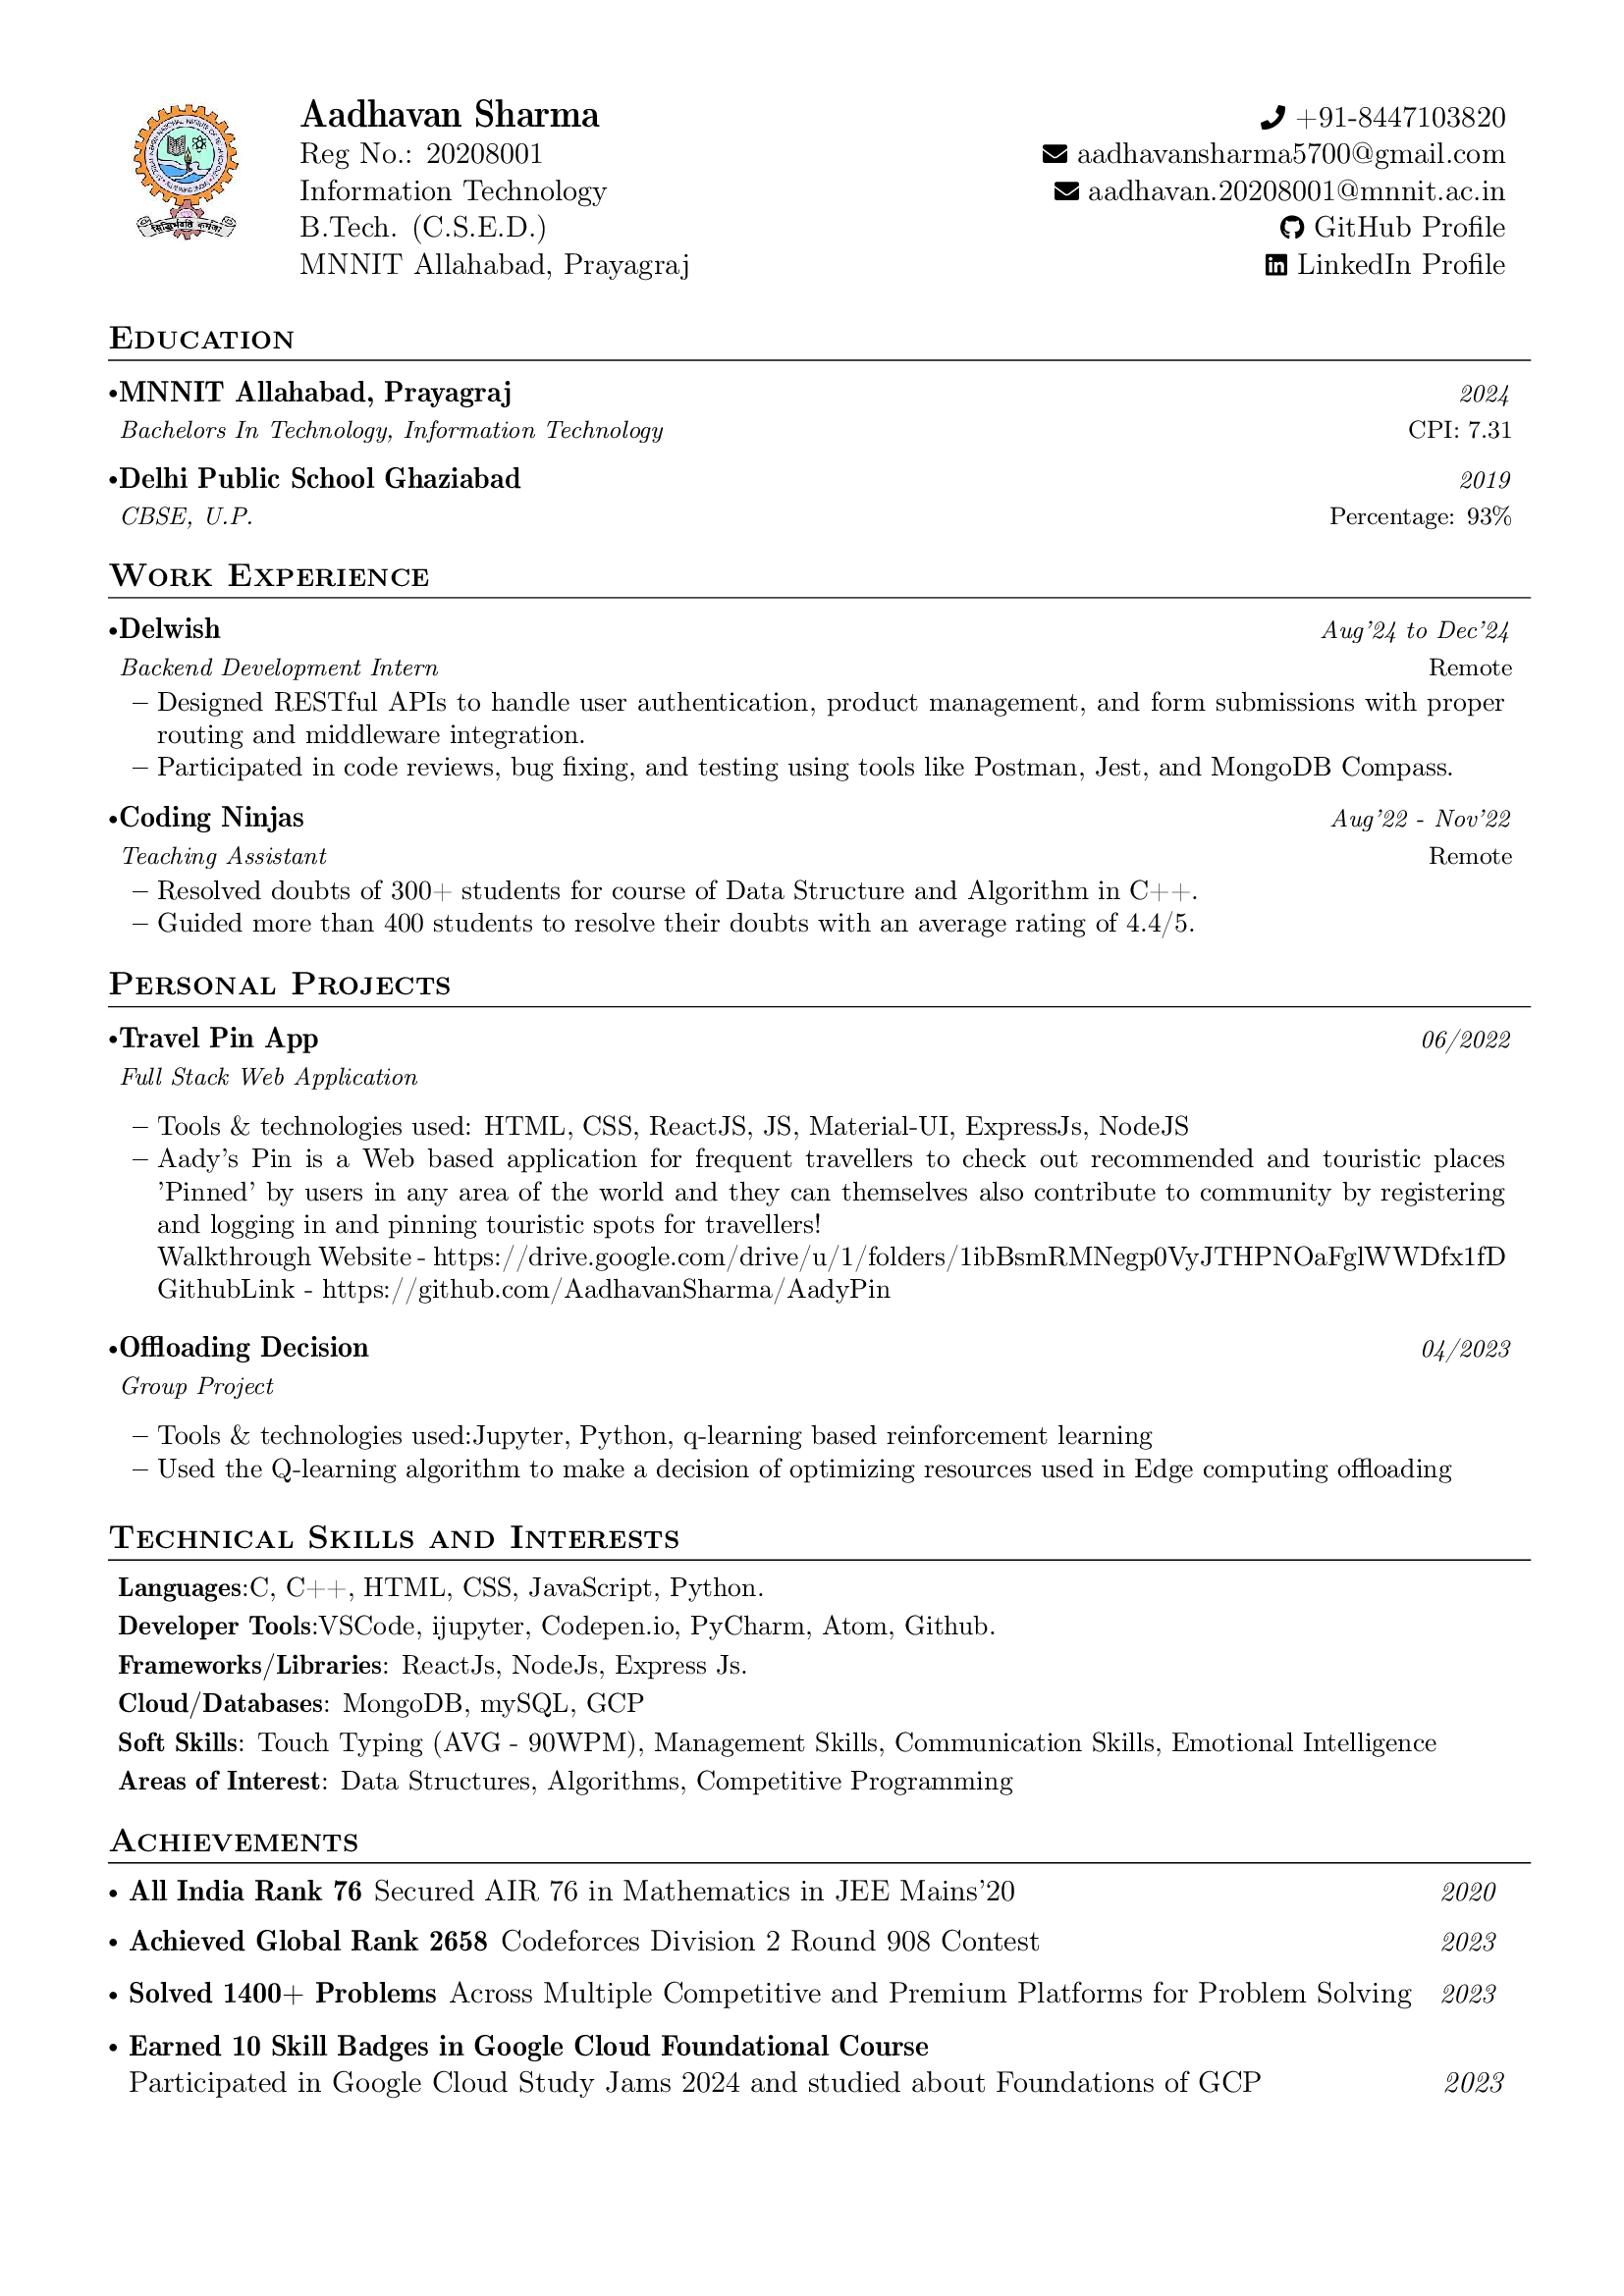 Aadhavan Sharma
Reg No.: 20208001
Information Technology
B.Tech. (C.S.E.D.)
MNNIT Allahabad, Prayagraj
+91-8447103820
aadhavansharma5700@gmail.com
aadhavan.20208001@mnnit.ac.in
GitHub Profile
LinkedIn Profile
Education
•MNNIT Allahabad, Prayagraj 2024
Bachelors In Technology, Information Technology CPI: 7.31
•Delhi Public School Ghaziabad 2019
CBSE, U.P. Percentage: 93%
Work Experience
•Delwish Aug'24 to Dec'24
Backend Development Intern Remote
– Designed RESTful APIs to handle user authentication, product management, and form submissions with proper
routing and middleware integration.
– Participated in code reviews, bug fixing, and testing using tools like Postman, Jest, and MongoDB Compass.
•Coding Ninjas Aug'22 - Nov'22
Teaching Assistant Remote
– Resolved doubts of 300+ students for course of Data Structure and Algorithm in C++.
– Guided more than 400 students to resolve their doubts with an average rating of 4.4/5.
Personal Projects
•Travel Pin App 06/2022
Full Stack Web Application
– Tools & technologies used: HTML, CSS, ReactJS, JS, Material-UI, ExpressJs, NodeJS
– Aady's Pin is a Web based application for frequent travellers to check out recommended and touristic places
'Pinned' by users in any area of the world and they can themselves also contribute to community by registering
and logging in and pinning touristic spots for travellers!
Walkthrough Website - https://drive.google.com/drive/u/1/folders/1ibBsmRMNegp0VyJTHPNOaFglWWDfx1fD
GithubLink - https://github.com/AadhavanSharma/AadyPin
•Offloading Decision 04/2023
Group Project
– Tools & technologies used:Jupyter, Python, q-learning based reinforcement learning
– Used the Q-learning algorithm to make a decision of optimizing resources used in Edge computing offloading
Technical Skills and Interests
Languages:C, C++, HTML, CSS, JavaScript, Python.
Developer Tools:VSCode, ijupyter, Codepen.io, PyCharm, Atom, Github.
Frameworks/Libraries: ReactJs, NodeJs, Express Js.
Cloud/Databases: MongoDB, mySQL, GCP
Soft Skills: Touch Typing (AVG - 90WPM), Management Skills, Communication Skills, Emotional Intelligence
Areas of Interest: Data Structures, Algorithms, Competitive Programming
Achievements
• All India Rank 76 Secured AIR 76 in Mathematics in JEE Mains'20 2020
• Achieved Global Rank 2658 Codeforces Division 2 Round 908 Contest 2023
• Solved 1400+ Problems Across Multiple Competitive and Premium Platforms for Problem Solving 2023
• Earned 10 Skill Badges in Google Cloud Foundational Course
Participated in Google Cloud Study Jams 2024 and studied about Foundations of GCP 2023